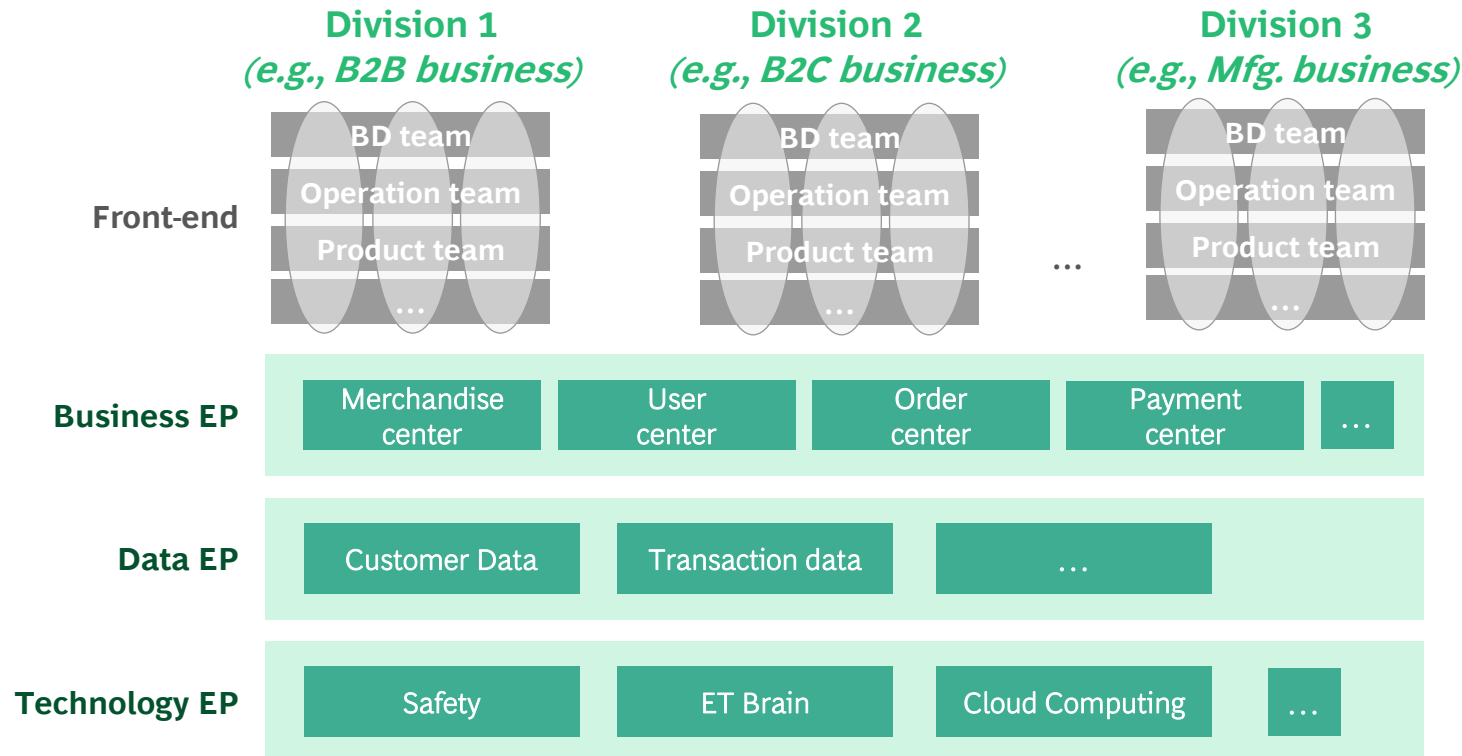 Division 1
(e.g., B2B business)
Division 2
(e.g., B2C business)
Division 3
(e.g., Mfg. business)
Front-end
BD team
Operation team
Product team
...
BD team
Operation team
Product team
...
...
BD team
Operation team
Product team
...
Business EP
Merchandise
center
User
center
Order
center
Payment
center
...
Data EP
Customer Data
Transaction data
...
Technology EP
Safety
ET Brain
Cloud Computing
...